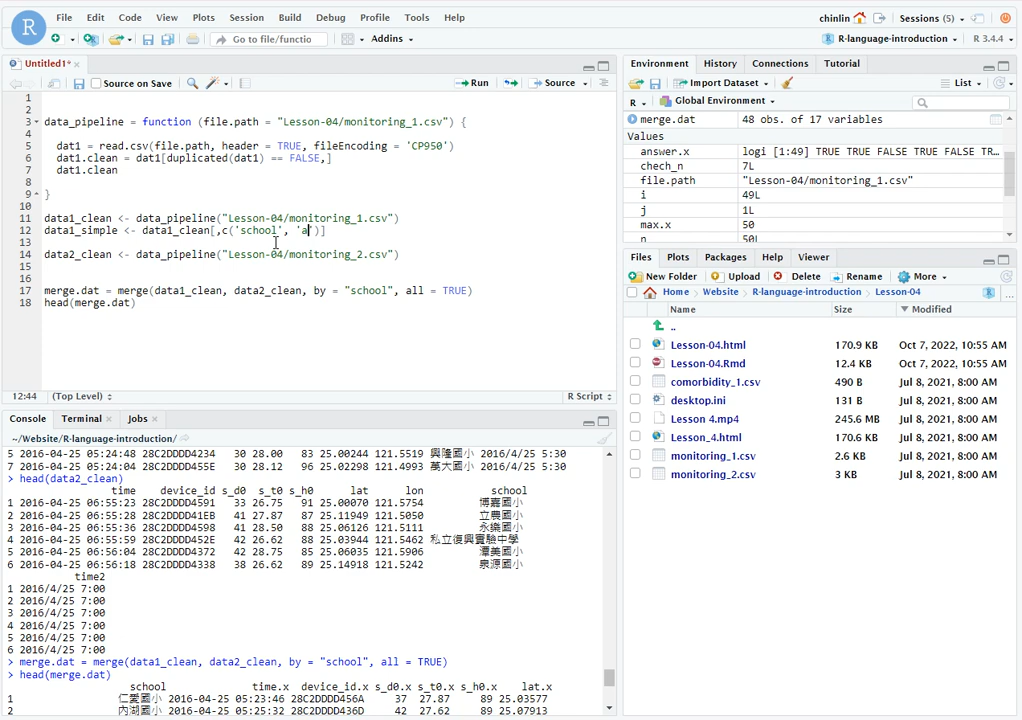 File Edit Code View Plots Session Build Debug Profile Tools Help
chinlin Sessions (5)
Go to file/functio Addins
R-language-introduction R 3.4.4
Untitled1*
Source on Save Run Source
1
2
3 data_pipeline = function (file.path = "Lesson-04/monitoring_1.csv") {
4
5 dat1 = read.csv(file.path, header = TRUE, fileEncoding = 'CP950')
6 dat1.clean = dat1[duplicated(dat1) == FALSE,]
7 dat1.clean
8
9 }
10
11 data1_clean <- data_pipeline("Lesson-04/monitoring_1.csv")
12 data1_simple <- data1_clean[,c('school', 'a')]
13
14 data2_clean <- data_pipeline("Lesson-04/monitoring_2.csv")
15
16
17 merge.dat = merge(data1_clean, data2_clean, by = "school", all = TRUE)
18 head(merge.dat)
12:44 (Top Level) R Script
Console Terminal Jobs
~/Website/R-language-introduction/
5 2016-04-25 05:24:48 28C2DDDD4234 30 28.00 83 25.00244 121.5519 興隆國小 2016/4/25 5:30
7 2016-04-25 05:24:04 28C2DDDD455E 30 28.12 96 25.02298 121.4993 萬大國小 2016/4/25 5:30
> head(data2_clean)
time device_id s_d0 s_t0 s_h0 lat lon school
1 2016-04-25 06:55:23 28C2DDDD4591 33 26.75 91 25.00070 121.5754 博嘉國小
2 2016-04-25 06:55:28 28C2DDDD41EB 41 27.87 87 25.11949 121.5050 立農國小
3 2016-04-25 06:55:36 28C2DDDD4598 41 28.50 88 25.06126 121.5111 永樂國小
4 2016-04-25 06:55:59 28C2DDDD452E 42 26.62 88 25.03944 121.5462 私立復興實驗中學
5 2016-04-25 06:56:04 28C2DDDD4372 42 28.75 85 25.06035 121.5906 潭美國小
6 2016-04-25 06:56:18 28C2DDDD4338 38 26.62 89 25.14918 121.5242 泉源國小
time2
1 2016/4/25 7:00
2 2016/4/25 7:00
3 2016/4/25 7:00
4 2016/4/25 7:00
5 2016/4/25 7:00
6 2016/4/25 7:00
> merge.dat = merge(data1_clean, data2_clean, by = "school", all = TRUE)
> head(merge.dat)
school time.x device_id.x s_d0.x s_t0.x s_h0.x lat.x
1 仁愛國小 2016-04-25 05:23:46 28C2DDDD456A 37 27.87 89 25.03577
2 內湖國小 2016-04-25 05:25:32 28C2DDDD436D 42 27.62 89 25.07913
Environment History Connections Tutorial
Import Dataset List
R Global Environment
merge.dat 48 obs. of 17 variables
Values
answer.x logi [1:49] TRUE TRUE FALSE TRUE FALSE TR…
chech_n 7L
file.path "Lesson-04/monitoring_1.csv"
i 49L
j 1L
max.x 50
n 50L
Files Plots Packages Help Viewer
New Folder Upload Delete Rename More
Home Website R-language-introduction Lesson-04 ...
Name Size Modified
..
Lesson-04.html 170.9 KB Oct 7, 2022, 10:55 AM
Lesson-04.Rmd 12.4 KB Oct 7, 2022, 10:55 AM
comorbidity_1.csv 490 B Jul 8, 2021, 8:00 AM
desktop.ini 131 B Jul 8, 2021, 8:00 AM
Lesson 4.mp4 245.6 MB Jul 8, 2021, 8:00 AM
Lesson_4.html 170.6 KB Jul 8, 2021, 8:00 AM
monitoring_1.csv 2.6 KB Jul 8, 2021, 8:00 AM
monitoring_2.csv 3 KB Jul 8, 2021, 8:00 AM